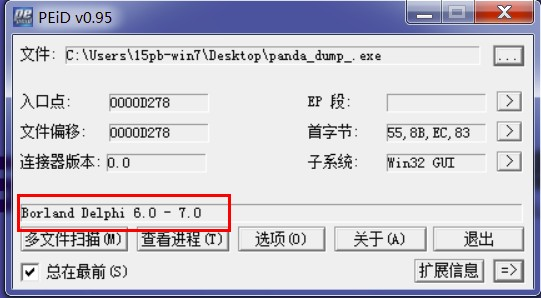 PEiD v0.95
文件: C:\Users\15pb-win7\Desktop\panda_dump_.exe ...
入口点: 0000D278 EP 段: >
文件偏移: 0000D278 首字节: 55,8B,EC,83 >
连接器版本: 0.0 子系统: Win32 GUI >
Borland Delphi 6.0 - 7.0
多文件扫描(M) 查看进程(T) 选项(O) 关于(A) 退出
总在最前(S) 扩展信息 =>